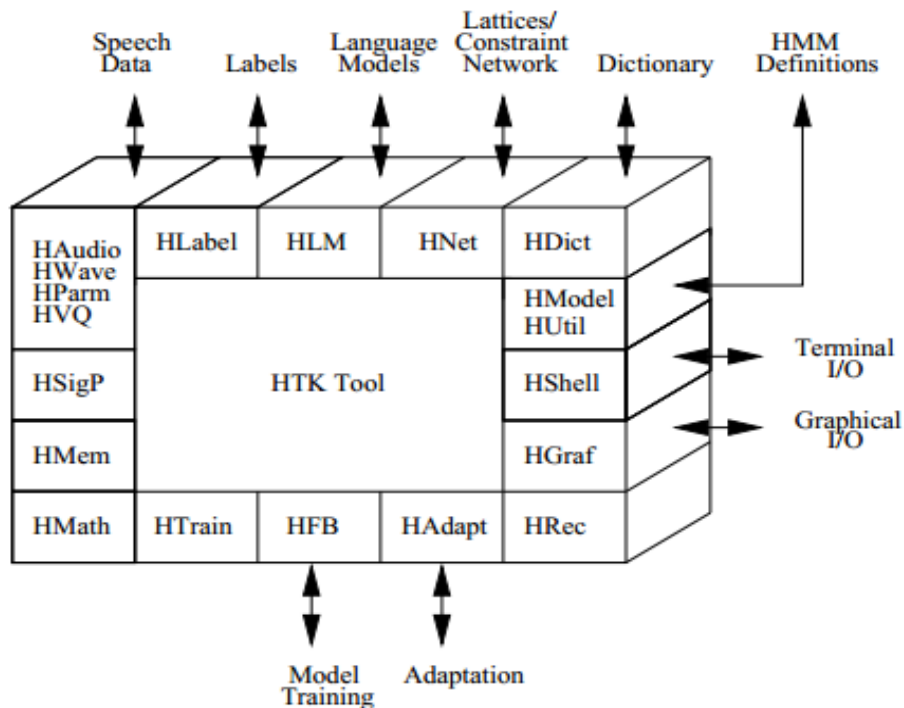 Speech
Data
Labels
Language
Models
Lattices/
Constraint
Network
Dictionary
HMM
Definitions
HAudio
HWave
HParm
HVQ
HLabel
HLM
HNet
HDict
HModel
HUtil
HSigP
HTK Tool
HShell
Terminal
I/O
HMem
HGraf
Graphical
I/O
HMath
HTrain
HFB
HAdapt
HRec
Model
Training
Adaptation